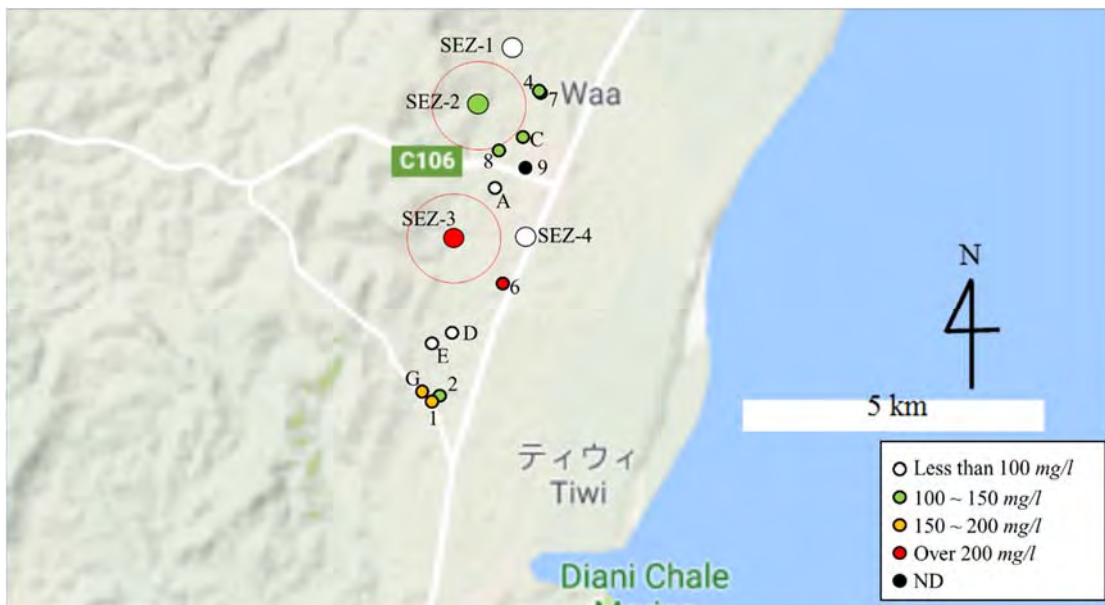 SEZ-1
4
7
Waa
SEZ-2
C
C106
8
9
A
SEZ-3
SEZ-4
6
N
D
E
G
2
1
5 km
ティウィ
Tiwi
Diani Chale
Less than 100 mg/l
100 ~ 150 mg/l
150 ~ 200 mg/l
Over 200 mg/l
ND